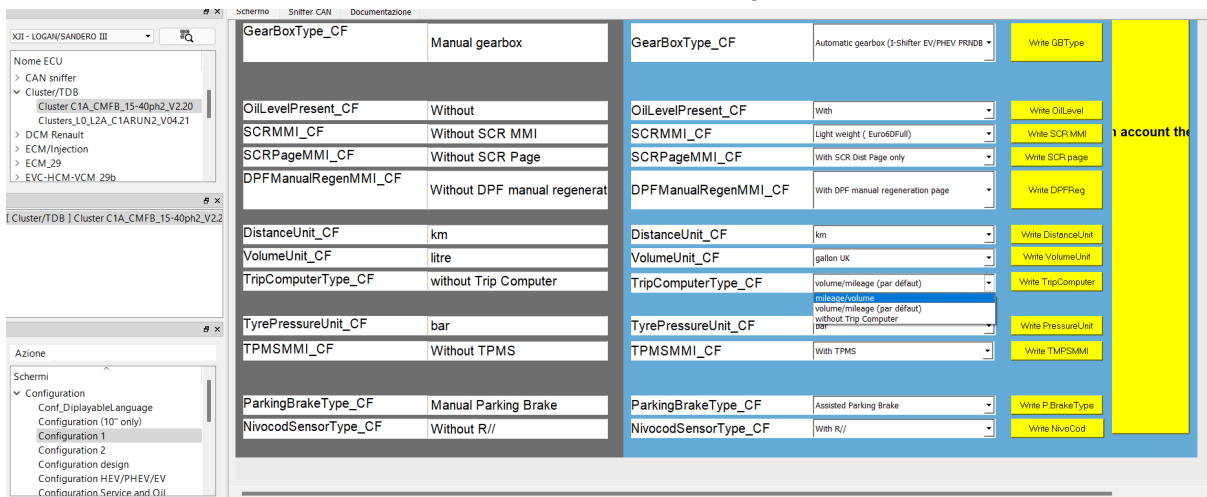 Schermo Sniffer CAN Documentazione
XJI - LOGAN/SANDERO III
Nome ECU
CAN sniffer
Cluster/TDB
Cluster C1A_CMFB_15-40ph2_V2.20
Clusters_L0_L2A_C1ARUN2_V04.21
DCM Renault
ECM/Injection
ECM_29
EVC-HCM-VCM_29b
[ Cluster/TDB ] Cluster C1A_CMFB_15-40ph2_V2.2
Azione
Schermi
Configuration
Conf_DiplayableLanguage
Configuration (10" only)
Configuration 1
Configuration 2
Configuration design
Configuration HEV/PHEV/EV
Configuration Service and Oil
GearBoxType_CF Manual gearbox GearBoxType_CF Automatic gearbox (I-Shifter EV/PHEV PRNDB Write GBType
OilLevelPresent_CF Without OilLevelPresent_CF With Write OilLevel
SCRMMI_CF Without SCR MMI SCRMMI_CF Light weight ( Euro6DFull) Write SCR MMI
SCRPageMMI_CF Without SCR Page SCRPageMMI_CF With SCR Dist Page only Write SCR page
DPFManualRegenMMI_CF Without DPF manual regenerat DPFManualRegenMMI_CF With DPF manual regeneration page Write DPFReg
DistanceUnit_CF km DistanceUnit_CF km Write DistanceUnit
VolumeUnit_CF litre VolumeUnit_CF gallon UK Write VolumeUnit
TripComputerType_CF without Trip Computer TripComputerType_CF volume/mileage (par défaut) Write TripComputer
mileage/volume
volume/mileage (par défaut)
without Trip Computer
TyrePressureUnit_CF bar TyrePressureUnit_CF bar Write PressureUnit
TPMSMMI_CF Without TPMS TPMSMMI_CF With TPMS Write TMPSMMI
ParkingBrakeType_CF Manual Parking Brake ParkingBrakeType_CF Assisted Parking Brake Write P.BrakeType
NivocodSensorType_CF Without R// NivocodSensorType_CF With R// Write NivoCod
account the